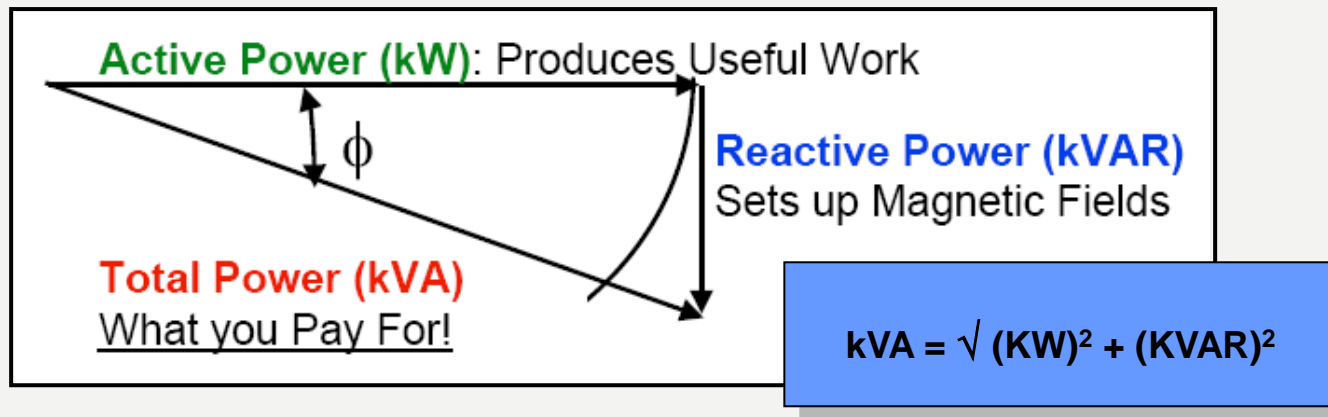 Active Power (kW): Produces Useful Work
ϕ
Reactive Power (kVAR)
Sets up Magnetic Fields
Total Power (kVA)
What you Pay For!
kVA = √ (KW)² + (KVAR)²